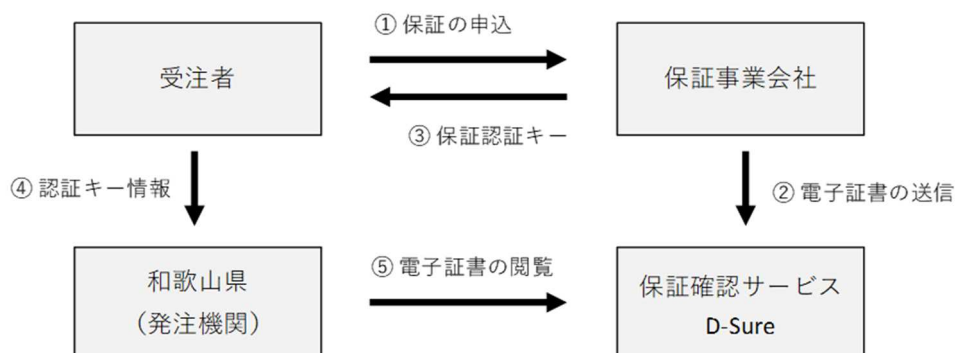 ① 保証の申込
受注者
保証事業会社
③ 保証認証キー
④ 認証キー情報
② 電子証書の送信
和歌山県
（発注機関）
⑤ 電子証書の閲覧
保証確認サービス
D-Sure